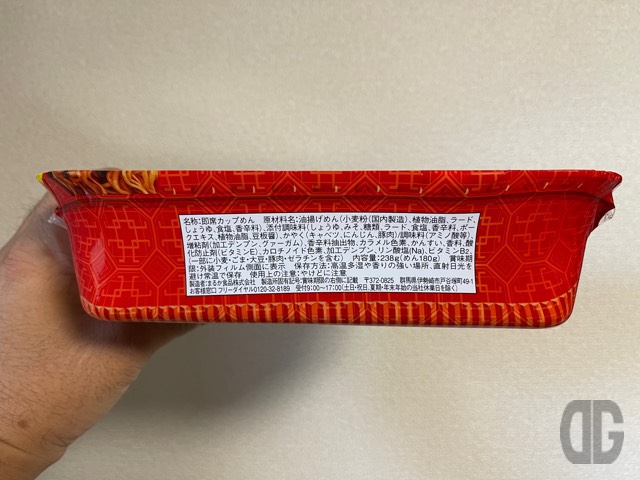 名称:即席カップめん 原材料名:油揚げめん(小麦粉(国内製造)、植物油脂、ラード、
しょうゆ、食塩、香辛料)、添付調味料(しょうゆ、みそ、糖類、ラード、食塩、香辛料、ポー
クエキス、植物油脂、豆板醤)、かやく(キャベツ、にんじん、豚肉)/調味料(アミノ酸等)、
増粘剤(加工デンプン、グァーガム)、香辛料抽出物、カラメル色素、かんすい、香料、酸
化防止剤(ビタミンE)、カロチノイド色素、加工デンプン、リン酸塩(Na)、ビタミンB2、
(一部に小麦・ごま・大豆・豚肉・ゼラチンを含む) 内容量:238g(めん180g) 賞味期
限:外装フィルム側面に表示 保存方法:高温多湿や香りの強い場所、直射日光を
避け常温で保存 使用上の注意:やけどに注意
製造者:まるか食品株式会社 製造所固有記号:賞味期限の右側に記載 〒372-0825 群馬県伊勢崎市戸谷塚町49-1
お客様窓口 フリーダイヤル0120-32-8189 受付9:00~17:00(土・日・祝日、夏期・年末年始の当社休業日を除く)
DG